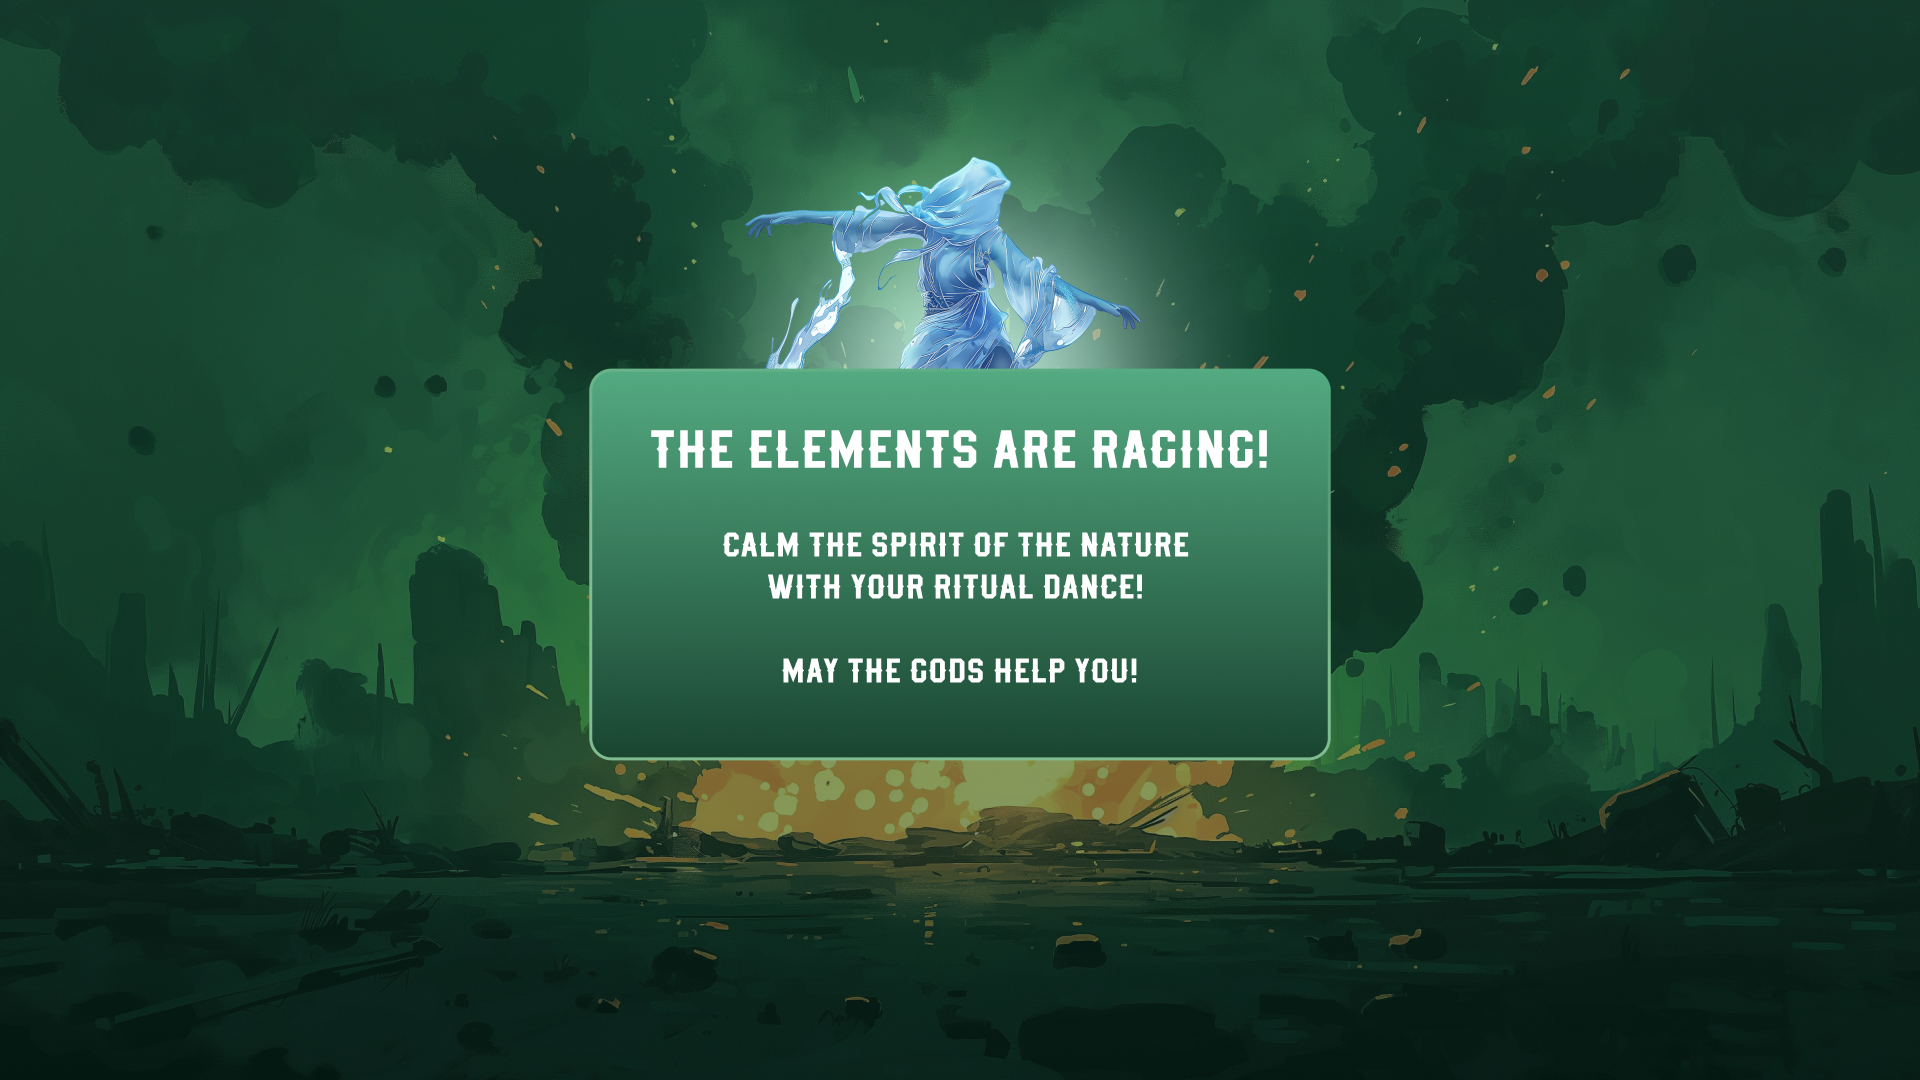 THE ELEMENTS ARE RAGING!
CALM THE SPIRIT OF THE NATURE
WITH YOUR RITUAL DANCE!
MAY THE GODS HELP YOU!